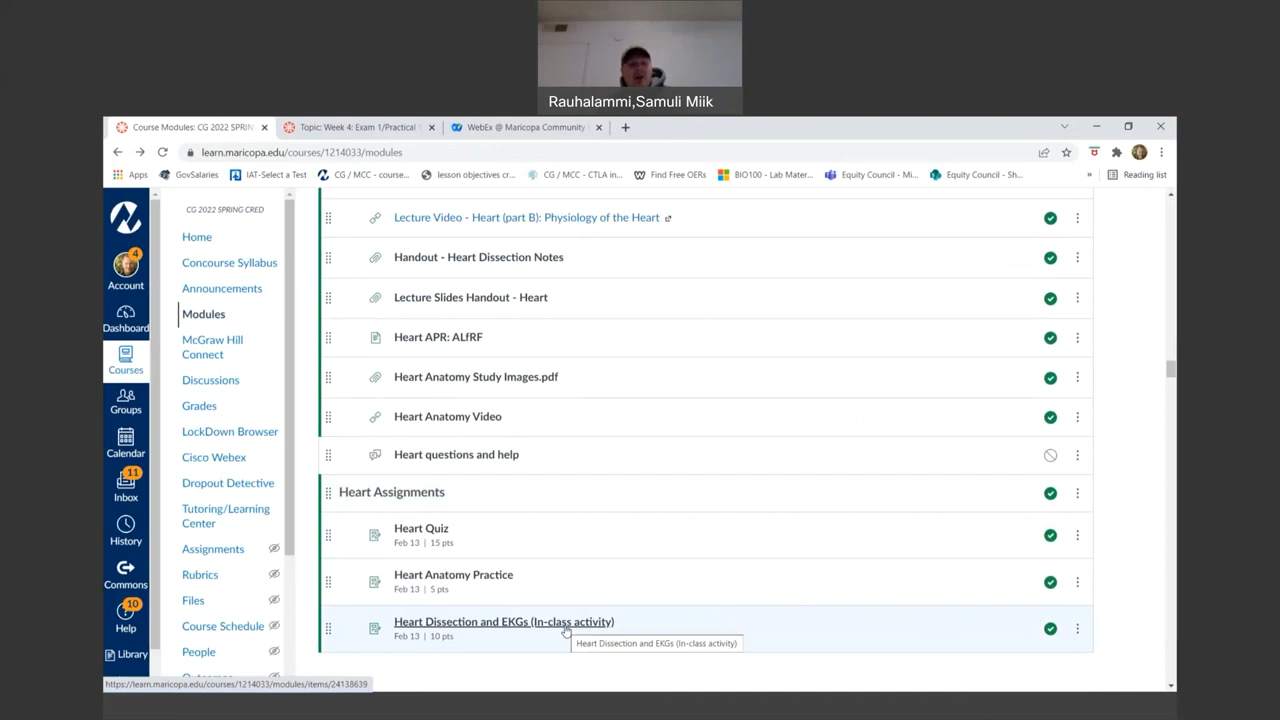 Rauhalammi,Samuli Miik
Course Modules: CG 2022 SPRIN
Topic: Week 4: Exam 1/Practical
WebEx @ Maricopa Community
learn.maricopa.edu/courses/1214033/modules
Apps
GovSalaries
IAT-Select a Test
CG / MCC - course...
lesson objectives cr...
CG / MCC - CTLA in...
Find Free OERs
BIO100 - Lab Mater...
Equity Council - Mi...
Equity Council - Sh...
»
Reading list
4
Account
Dashboard
Courses
Groups
Calendar
11
Inbox
History
Commons
10
Help
Library
CG 2022 SPRING CRED
Home
Concourse Syllabus
Announcements
Modules
McGraw Hill
Connect
Discussions
Grades
LockDown Browser
Cisco Webex
Dropout Detective
Tutoring/Learning
Center
Assignments
Rubrics
Files
Course Schedule
People
Lecture Video - Heart (part B): Physiology of the Heart
Handout - Heart Dissection Notes
Lecture Slides Handout - Heart
Heart APR: ALfRF
Heart Anatomy Study Images.pdf
Heart Anatomy Video
Heart questions and help
Heart Assignments
Heart Quiz
Feb 13 | 15 pts
Heart Anatomy Practice
Feb 13 | 5 pts
Heart Dissection and EKGs (In-class activity)
Feb 13 | 10 pts
Heart Dissection and EKGs (In-class activity)
https://learn.maricopa.edu/courses/1214033/modules/items/24138639